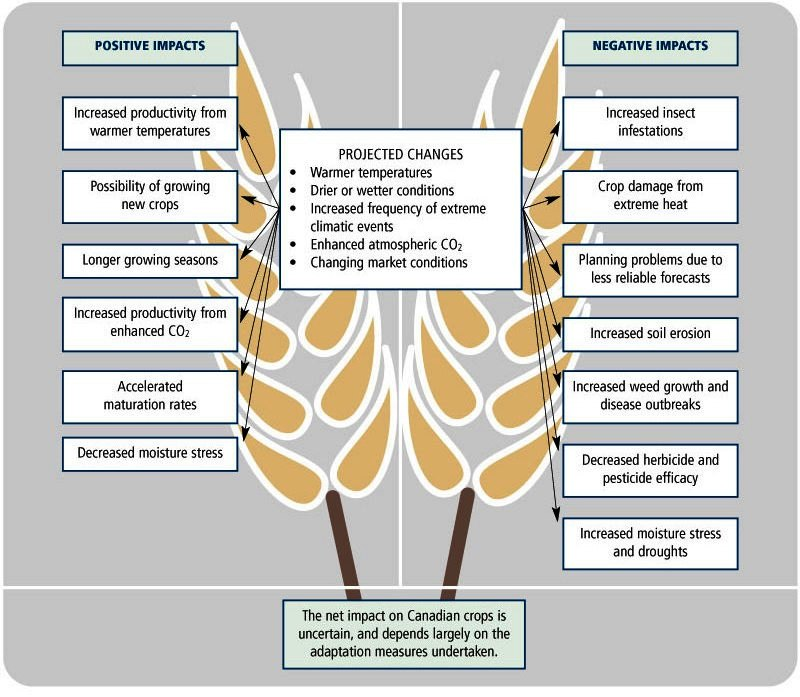 POSITIVE IMPACTS
Increased productivity from
warmer temperatures
Possibility of growing
new crops
Longer growing seasons
Increased productivity from
enhanced CO₂
Accelerated
maturation rates
Decreased moisture stress
PROJECTED CHANGES
• Warmer temperatures
• Drier or wetter conditions
• Increased frequency of extreme
climatic events
• Enhanced atmospheric CO₂
• Changing market conditions
NEGATIVE IMPACTS
Increased insect
infestations
Crop damage from
extreme heat
Planning problems due to
less reliable forecasts
Increased soil erosion
Increased weed growth and
disease outbreaks
Decreased herbicide and
pesticide efficacy
Increased moisture stress
and droughts
The net impact on Canadian crops is
uncertain, and depends largely on the
adaptation measures undertaken.